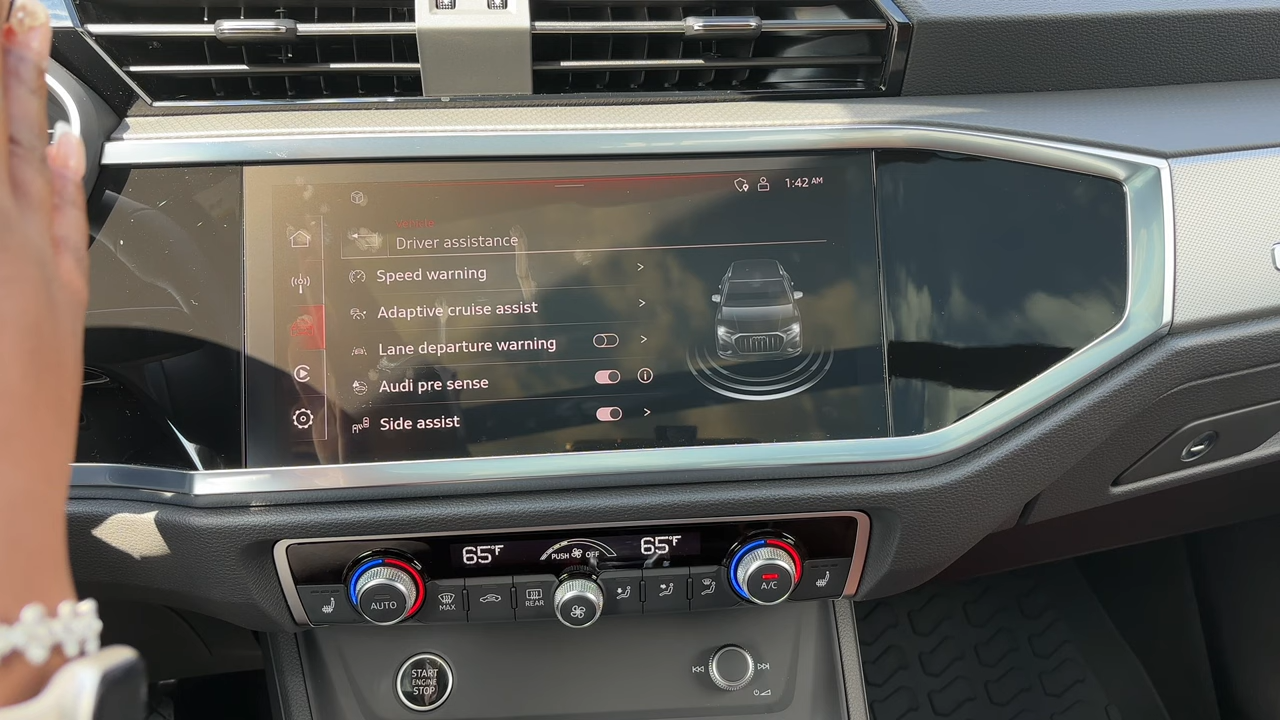 1:42 AM
vehicle
Driver assistance
Speed warning
Adaptive cruise assist
Lane departure warning
Audi pre sense
Side assist
65°F
PUSH OFF
65°F
AUTO
MAX
REAR
A/C
START
ENGINE
STOP